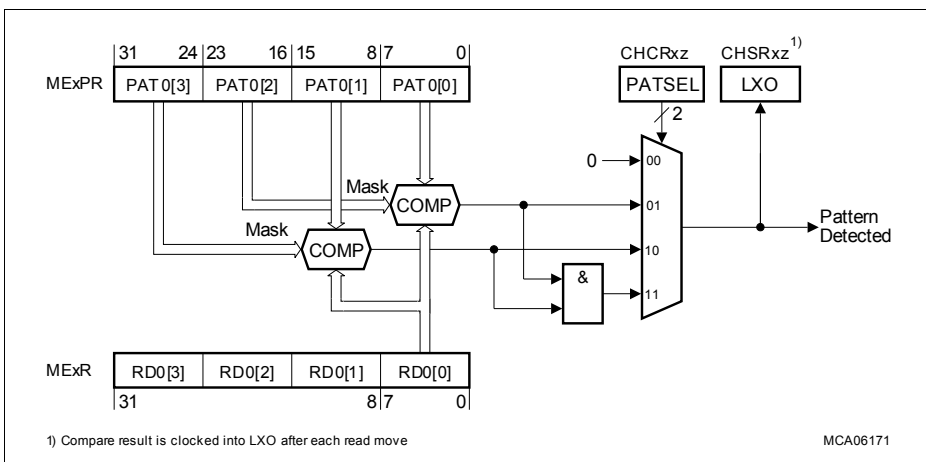 31 24 23 16 15 8 7 0
CHCRxz CHSRxz 1)
MExPR PAT0[3] PAT0[2] PAT0[1] PAT0[0] PATSEL LXO
2
0 00
Mask
COMP 01
Mask
COMP 10
Pattern
Detected
& 11
MExR RD0[3] RD0[2] RD0[1] RD0[0]
31 8 7 0
1) Compare result is clocked into LXO after each read move MCA06171